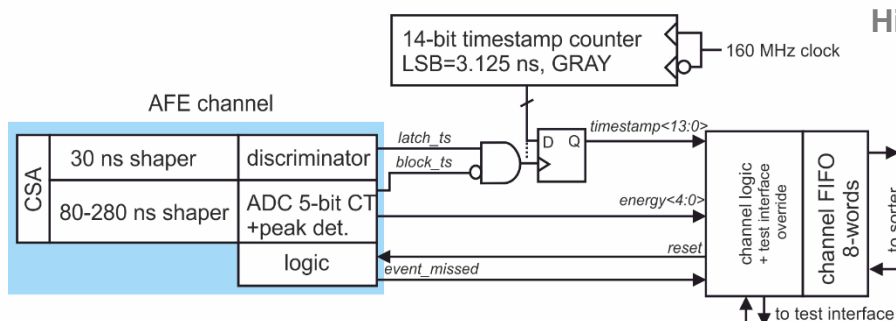 Hi
14-bit timestamp counter
LSB=3.125 ns, GRAY
160 MHz clock
AFE channel
CSA
30 ns shaper
discriminator
80-280 ns shaper
ADC 5-bit CT
+peak det.
logic
latch_ts
block_ts
D Q
timestamp<13:0>
energy<4:0>
reset
event_missed
channel logic
+ test interface
override
channel FIFO
8-words
to sorter
to test interface